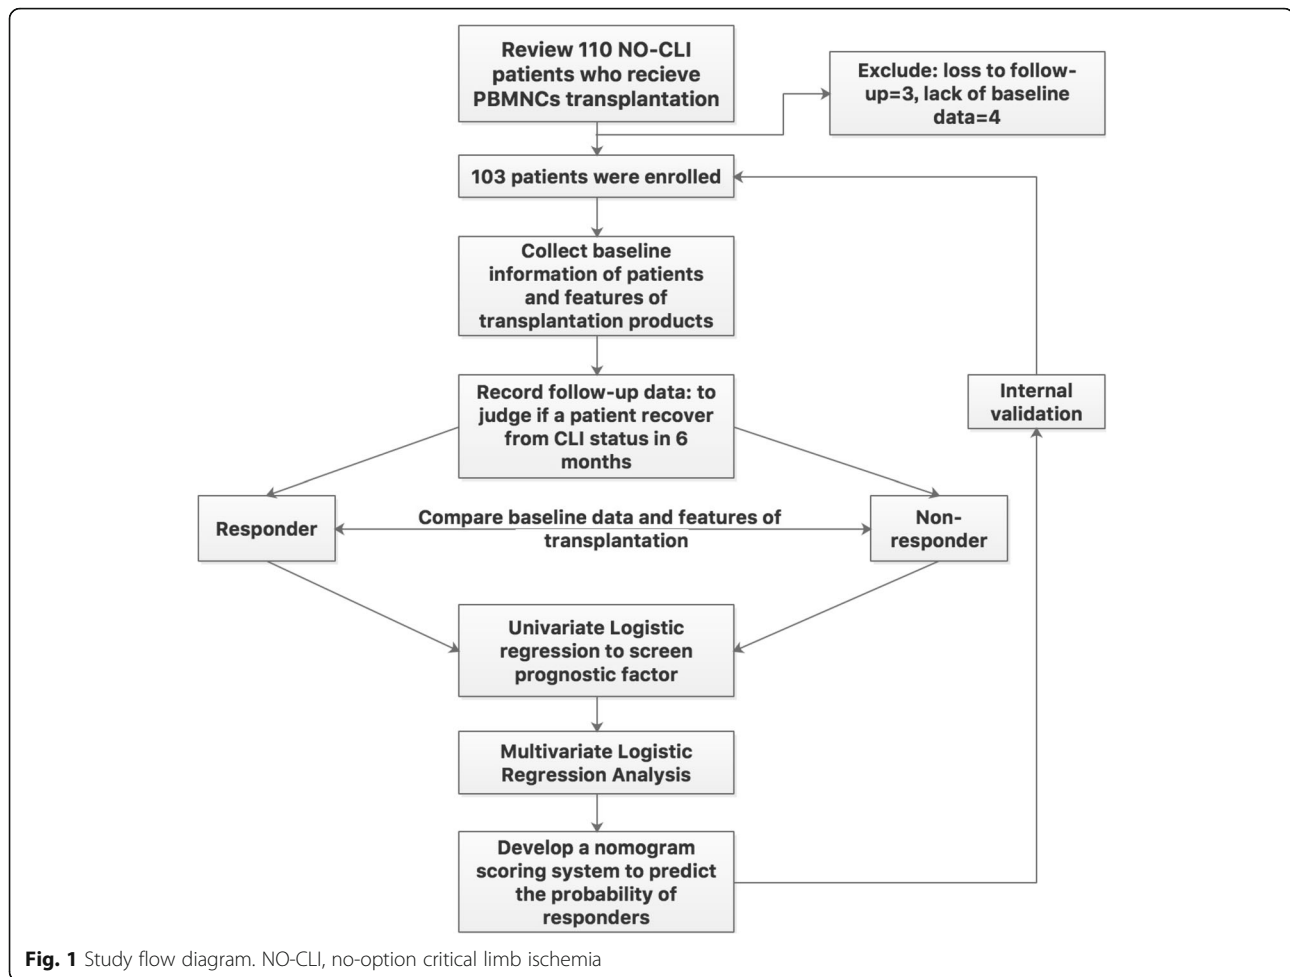 Review 110 NO-CLI
patients who recieve
PBMNCs transplantation
Exclude: loss to follow-
up=3, lack of baseline
data=4
103 patients were enrolled
Collect baseline
information of patients
and features of
transplantation products
Record follow-up data: to
judge if a patient recover
from CLI status in 6
months
Internal
validation
Responder
Compare baseline data and features of
transplantation
Non-
responder
Univariate Logistic
regression to screen
prognostic factor
Multivariate Logistic
Regression Analysis
Develop a nomogram
scoring system to predict
the probability of
responders
Fig. 1 Study flow diagram. NO-CLI, no-option critical limb ischemia